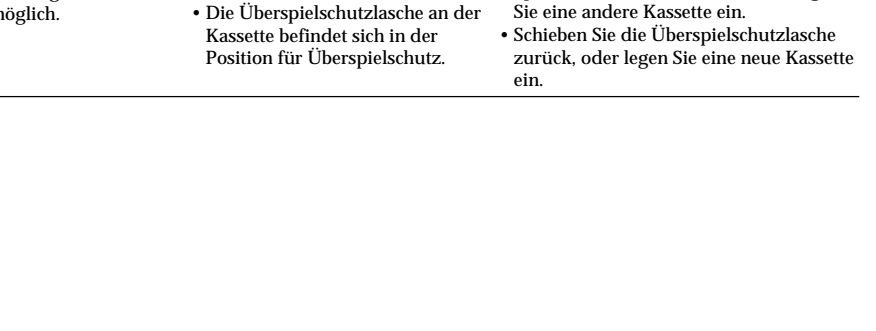 möglich.
• Die Überspielschutzlasche an der
Kassette befindet sich in der
Position für Überspielschutz.
Sie eine andere Kassette ein.
• Schieben Sie die Überspielschutzlasche
zurück, oder legen Sie eine neue Kassette
ein.